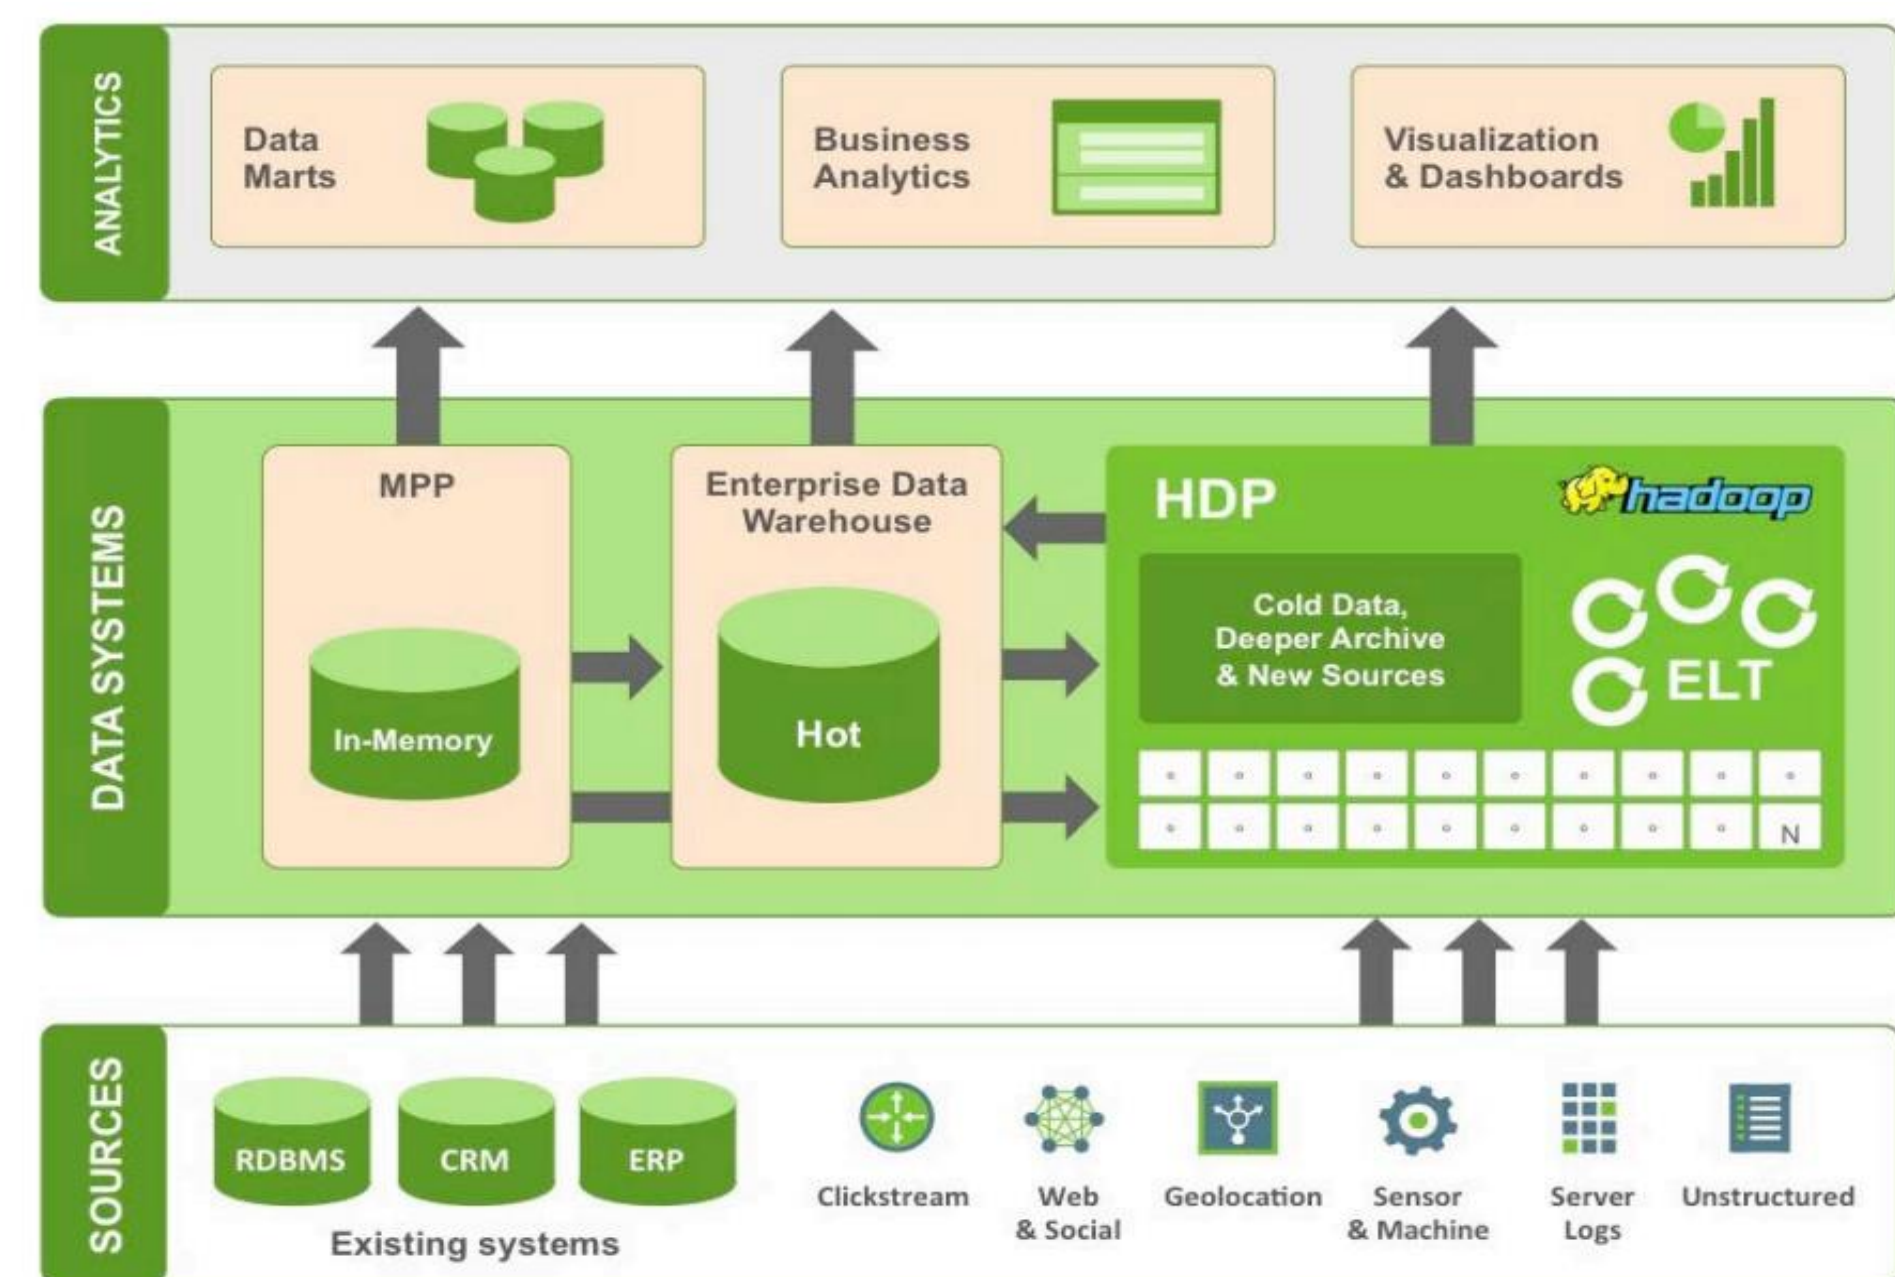 ANALYTICS
Data
Marts
Business
Analytics
Visualization
& Dashboards
DATA SYSTEMS
MPP
In-Memory
Enterprise Data
Warehouse
Hot
HDP
hadoop
Cold Data,
Deeper Archive
& New Sources
ELT
N
SOURCES
RDBMS
CRM
ERP
Existing systems
Clickstream
Web
& Social
Geolocation
Sensor
& Machine
Server
Logs
Unstructured